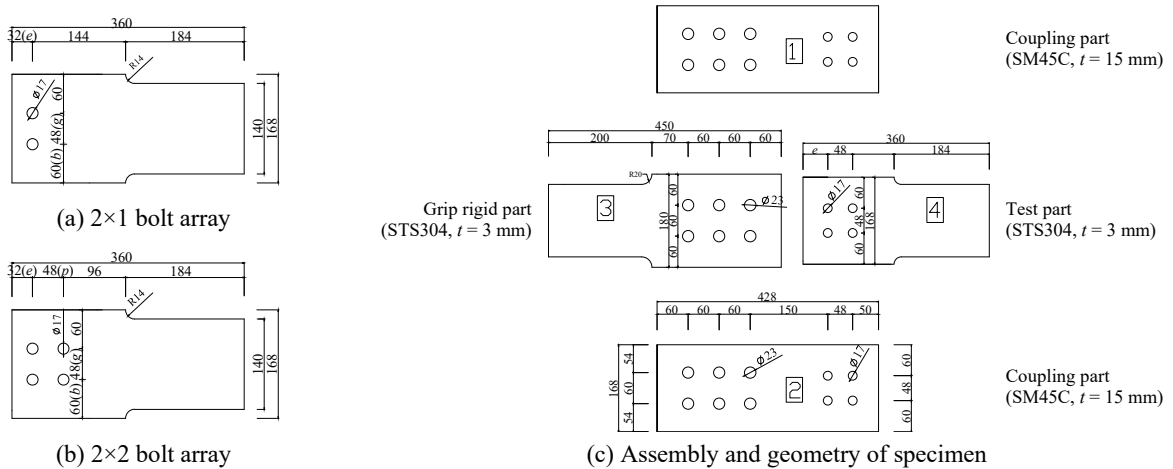 360
32(e) 144 184
R14
ø17
60
48(g)
60(b)
140
168
(a) 2×1 bolt array
360
32(e) 48(p) 96 184
R14
ø17
60
48(g)
60(b)
140
168
(b) 2×2 bolt array
1
Coupling part
(SM45C, t = 15 mm)
450
200 70 60 60 60
R20
3
60
60
60
180
ø23
Grip rigid part
(STS304, t = 3 mm)
360
e 48 184
ø17
60
48
60
168
4
Test part
(STS304, t = 3 mm)
428
60 60 60 150 48 50
54
60
54
168
ø23
2
ø17
60
48
60
Coupling part
(SM45C, t = 15 mm)
(c) Assembly and geometry of specimen